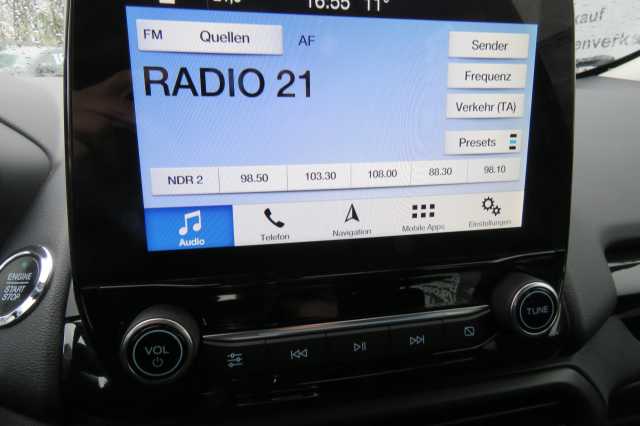 16.55 11°
FM Quellen AF
Sender
RADIO 21
Frequenz
Verkehr (TA)
Presets
NDR 2 98.50 103.30 108.00 88.30 98.10
Audio Telefon Navigation Mobile Apps Einstellungen
ENGINE
START
STOP
VOL
TUNE